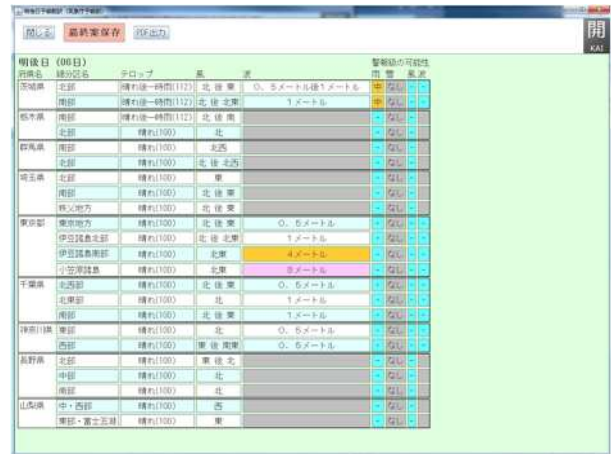 閉じる 最終案保存 PDF出力
開
KAI
明後日 (06日) 警報級の可能性
府県名 細分区名 テロップ 風 波 雨 雪 風 波
茨城県 北部 晴れ後一時雨(112) 北 後 東 0.5メートル後1メートル 中 なし - -
南部 晴れ後一時雨(112) 北 後 北東 1メートル 中 なし - -
栃木県 南部 晴れ後一時雨(112) 北 後 南 - なし -
北部 晴れ(100) 北 - なし -
群馬県 南部 晴れ(100) 北西 - なし -
北部 晴れ(100) 北 後 北西 - なし -
埼玉県 北部 晴れ(100) 東 - なし -
南部 晴れ(100) 北 後 東 - なし -
秩父地方 晴れ(100) 北 後 東 - なし -
東京都 東京地方 晴れ(100) 北 後 東 0.5メートル - なし - -
伊豆諸島北部 晴れ(100) 北 後 北東 1メートル - なし - -
伊豆諸島南部 晴れ(100) 北東 4メートル - なし - -
小笠原諸島 晴れ(100) 北東 8メートル - なし - -
千葉県 北西部 晴れ(100) 北 後 東 0.5メートル - なし - -
北東部 晴れ(100) 北 1メートル - なし - -
南部 晴れ(100) 北 後 東 1メートル - なし - -
神奈川県 東部 晴れ(100) 北 0.5メートル - なし - -
西部 晴れ(100) 東 後 南東 0.5メートル - なし - -
長野県 北部 晴れ(100) 東 後 北 - なし -
中部 晴れ(100) 北 - なし -
南部 晴れ(100) 北 - なし -
山梨県 中・西部 晴れ(100) 西 - なし -
東部・富士五湖 晴れ(100) 東 - なし -